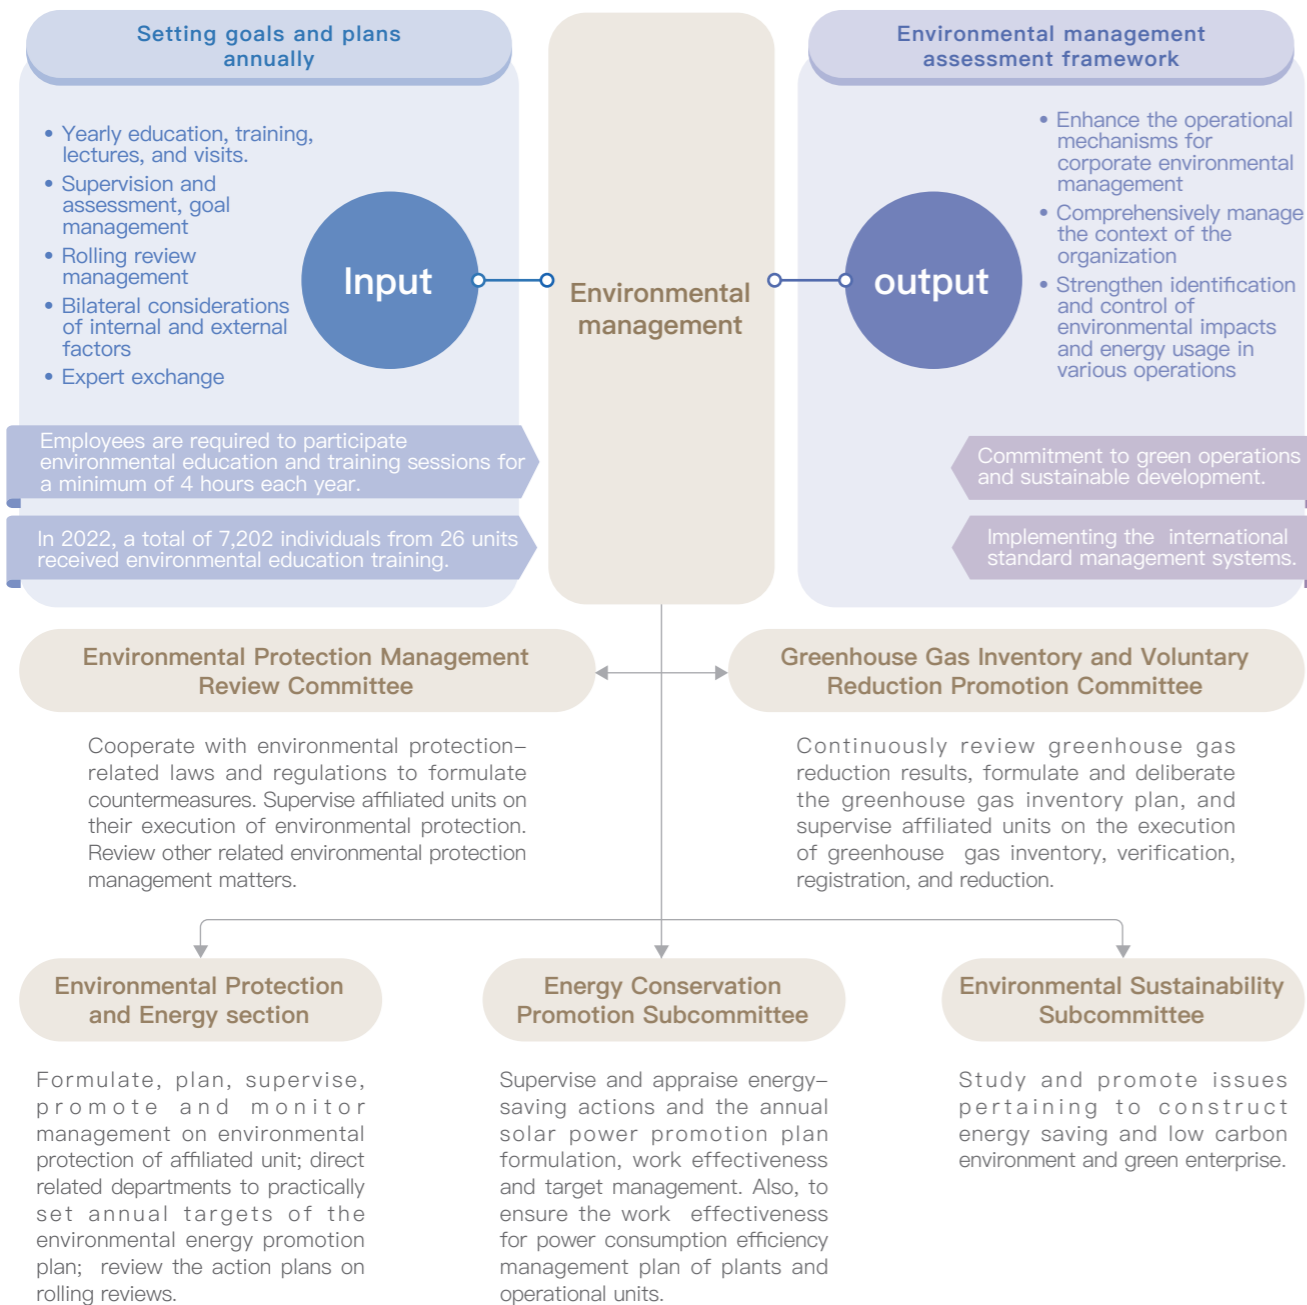 Setting goals and plans
annually
• Yearly education, training,
lectures, and visits.
• Supervision and
assessment, goal
management
• Rolling review
management
• Bilateral considerations
of internal and external
factors
• Expert exchange
Input
Employees are required to participate
environmental education and training sessions for
a minimum of 4 hours each year.
In 2022, a total of 7,202 individuals from 26 units
received environmental education training.
Environmental
management
Environmental management
assessment framework
output
• Enhance the operational
mechanisms for
corporate environmental
management
• Comprehensively manage
the context of the
organization
• Strengthen identification
and control of
environmental impacts
and energy usage in
various operations
Commitment to green operations
and sustainable development.
Implementing the international
standard management systems.
Environmental Protection Management
Review Committee
Cooperate with environmental protection–
related laws and regulations to formulate
countermeasures. Supervise affiliated units on
their execution of environmental protection.
Review other related environmental protection
management matters.
Greenhouse Gas Inventory and Voluntary
Reduction Promotion Committee
Continuously review greenhouse gas
reduction results, formulate and deliberate
the greenhouse gas inventory plan, and
supervise affiliated units on the execution
of greenhouse gas inventory, verification,
registration, and reduction.
Environmental Protection
and Energy section
Formulate, plan, supervise,
promote and monitor
management on environmental
protection of affiliated unit; direct
related departments to practically
set annual targets of the
environmental energy promotion
plan; review the action plans on
rolling reviews.
Energy Conservation
Promotion Subcommittee
Supervise and appraise energy–
saving actions and the annual
solar power promotion plan
formulation, work effectiveness
and target management. Also, to
ensure the work effectiveness
for power consumption efficiency
management plan of plants and
operational units.
Environmental Sustainability
Subcommittee
Study and promote issues
pertaining to construct
energy saving and low carbon
environment and green enterprise.